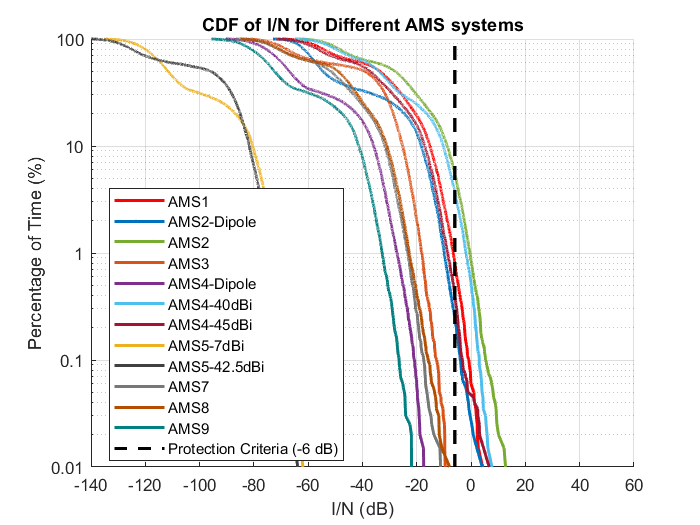 CDF of I/N for Different AMS systems
Percentage of Time (%)
100
10
1
0.1
0.01
AMS1
AMS2-Dipole
AMS2
AMS3
AMS4-Dipole
AMS4-40dBi
AMS4-45dBi
AMS5-7dBi
AMS5-42.5dBi
AMS7
AMS8
AMS9
Protection Criteria (-6 dB)
-140 -120 -100 -80 -60 -40 -20 0 20 40 60
I/N (dB)